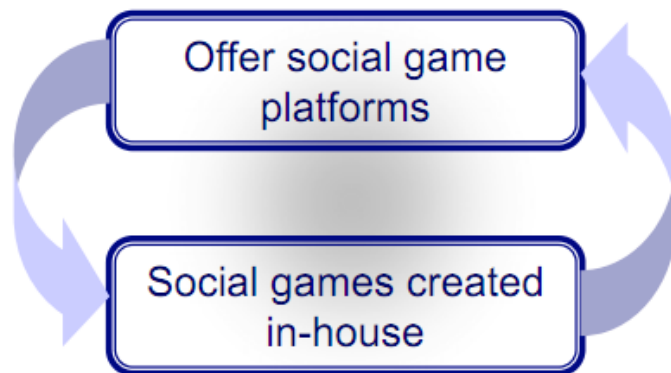 Offer social game
platforms
Social games created
in-house